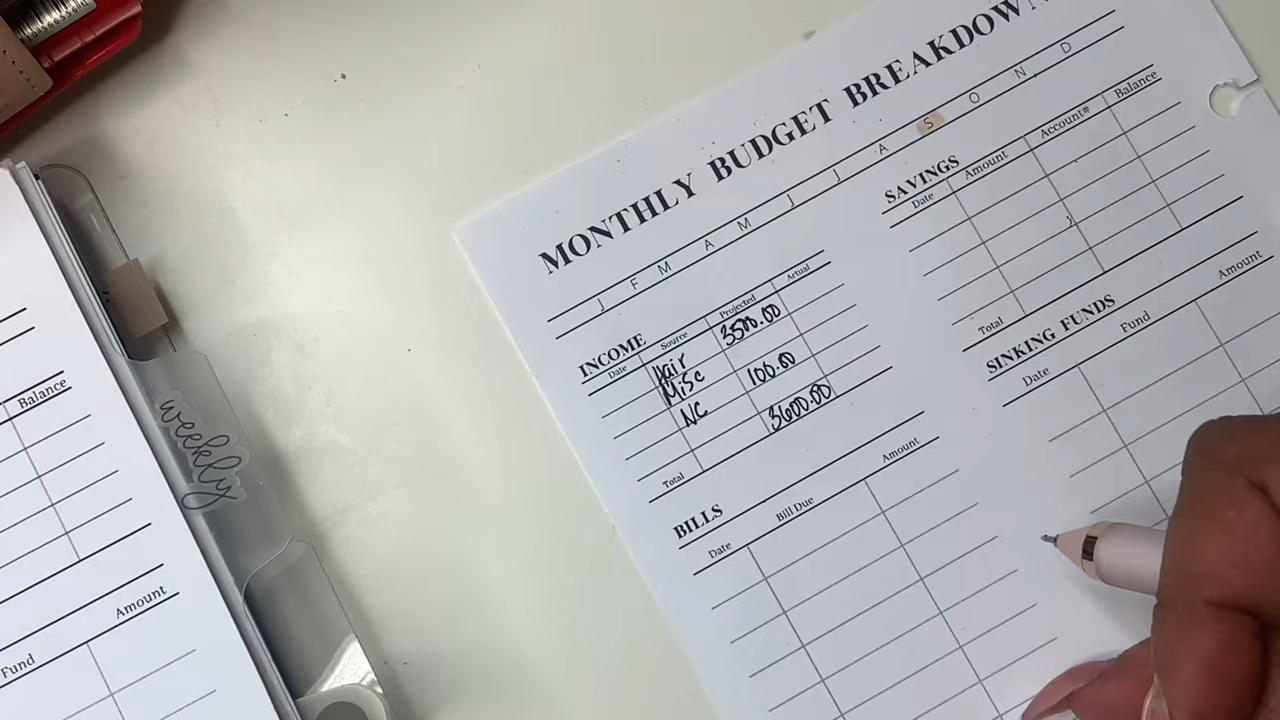 MONTHLY BUDGET BREAKDOWN
J F M A M J J A S O N D
INCOME
Date Source Projected Actual
Hair 3500.00
Misc
NC 100.00
3600.00
Total
SAVINGS
Date Amount Account# Balance
Total
BILLS
Date Bill Due Amount
SINKING FUNDS
Date Fund Amount
Balance
weekly
Fund Amount